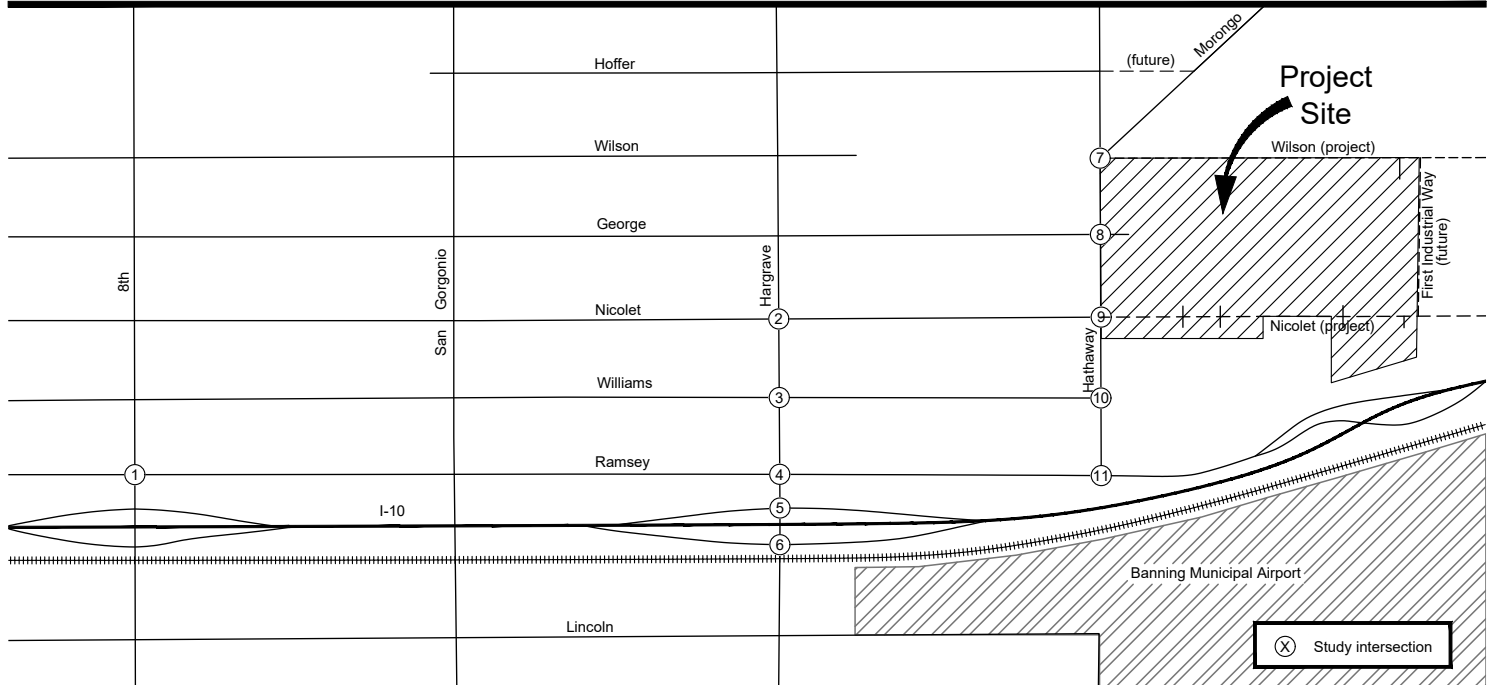 Hoffer
(future)
Morongo
Project
Site
Wilson
7
Wilson (project)
George
8
First Industrial Way
(future)
8th
San Gorgonio
Hargrave
Nicolet
2
9
Nicolet (project)
Hathaway
Williams
3
10
Ramsey
1
4
11
I-10
5
6
Banning Municipal Airport
Lincoln
X Study intersection